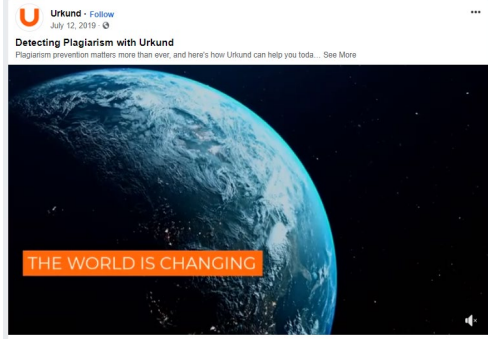 Urkund · Follow
July 12, 2019 ·
Detecting Plagiarism with Urkund
Plagiarism prevention matters more than ever, and here's how Urkund can help you toda... See More
THE WORLD IS CHANGING